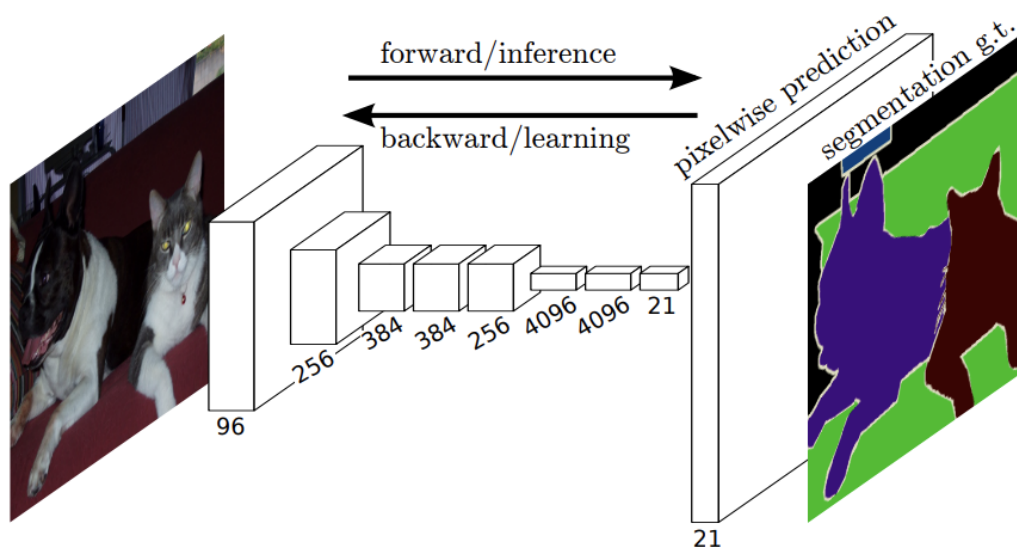 forward/inference
backward/learning
pixelwise prediction
segmentation g.t.
96
256
384
384
256
4096
4096
21
21